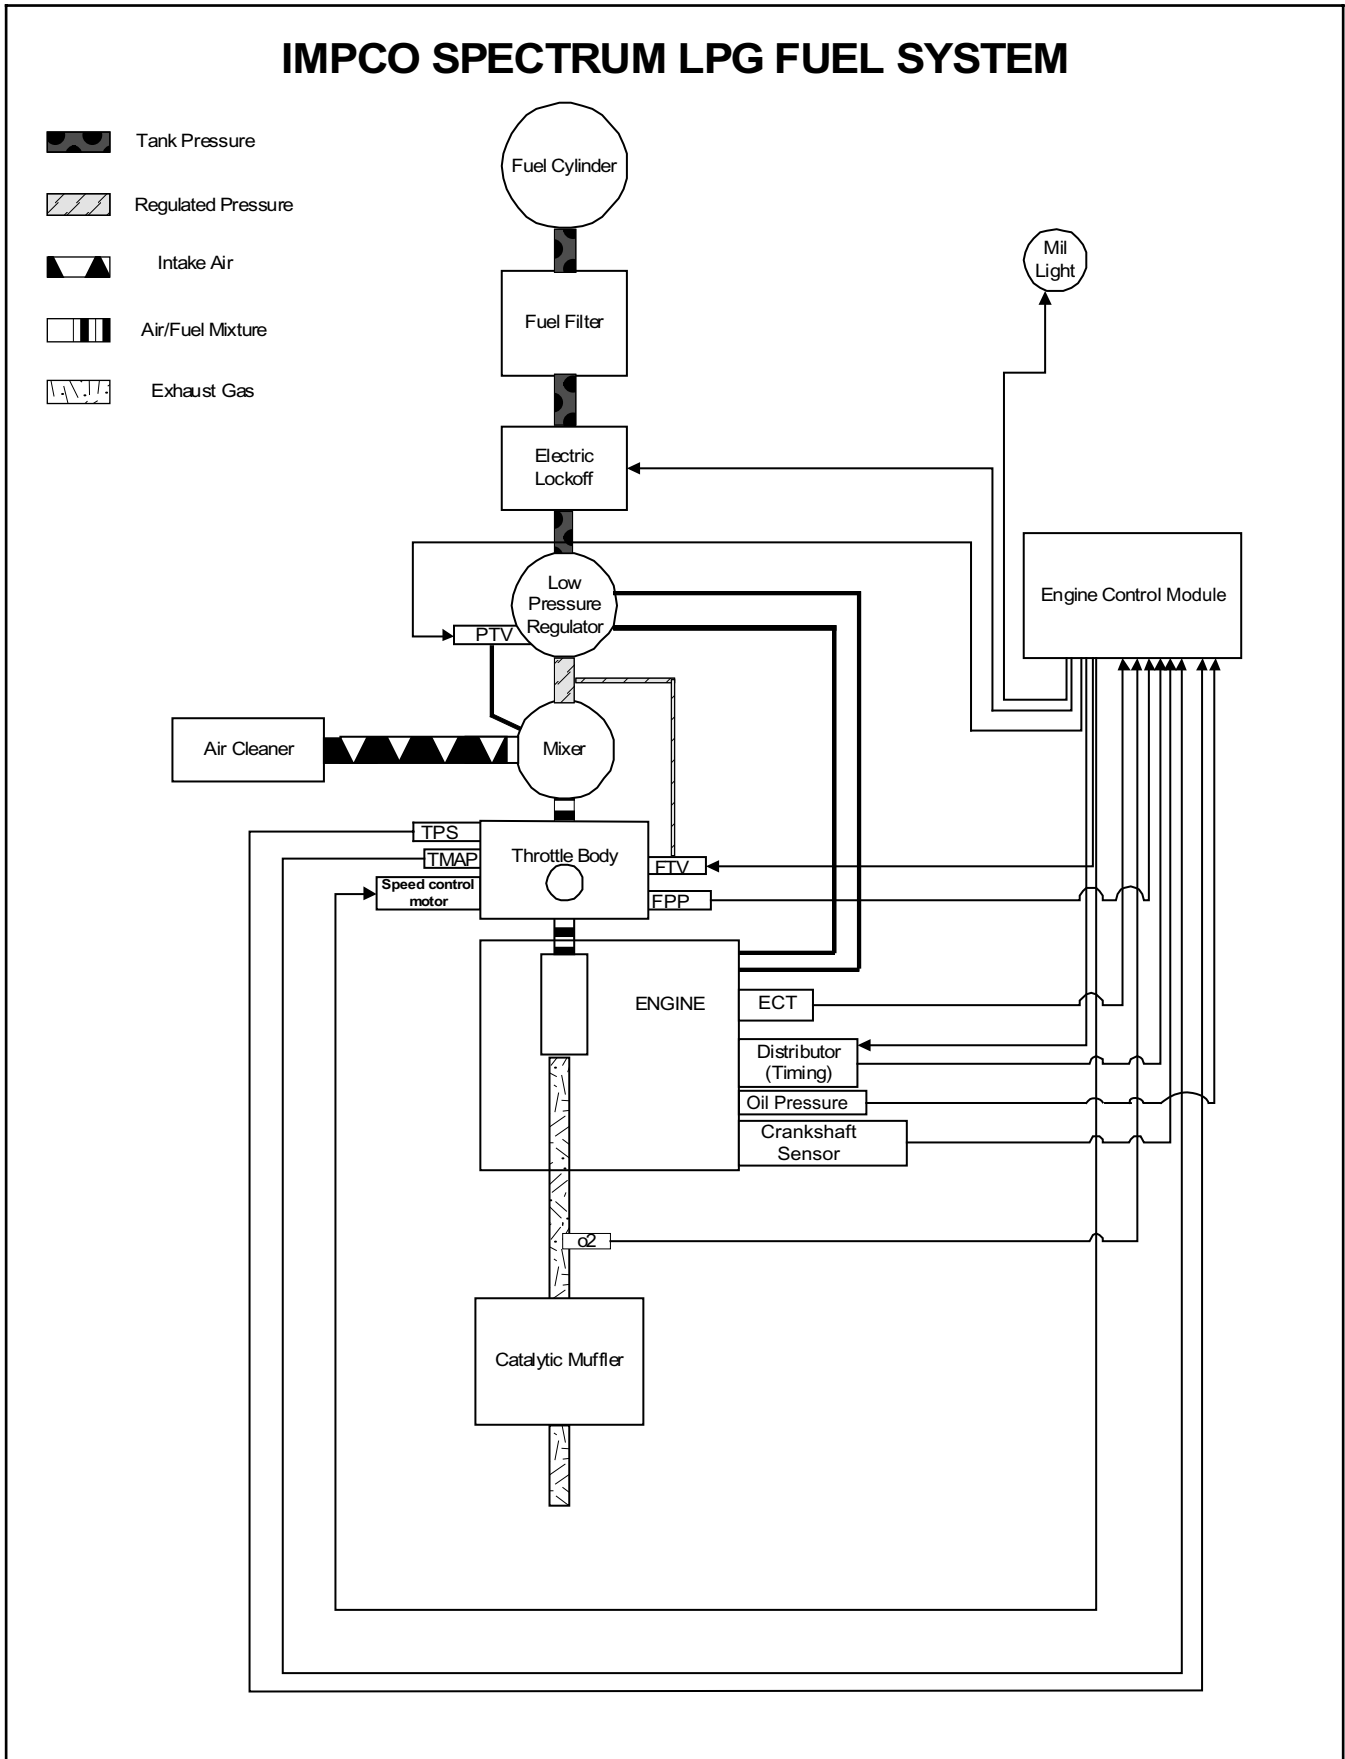 IMPCO SPECTRUM LPG FUEL SYSTEM
Tank Pressure
Regulated Pressure
Intake Air
Air/Fuel Mixture
Exhaust Gas
Fuel Cylinder
Mil
Light
Fuel Filter
Electric
Lockoff
Low
Pressure
Regulator
PTV
Engine Control Module
Air Cleaner
Mixer
TPS
TMAP
Speed control
motor
Throttle Body
FTV
FPP
ENGINE
ECT
Distributor
(Timing)
Oil Pressure
Crankshaft
Sensor
o2
Catalytic Muffler